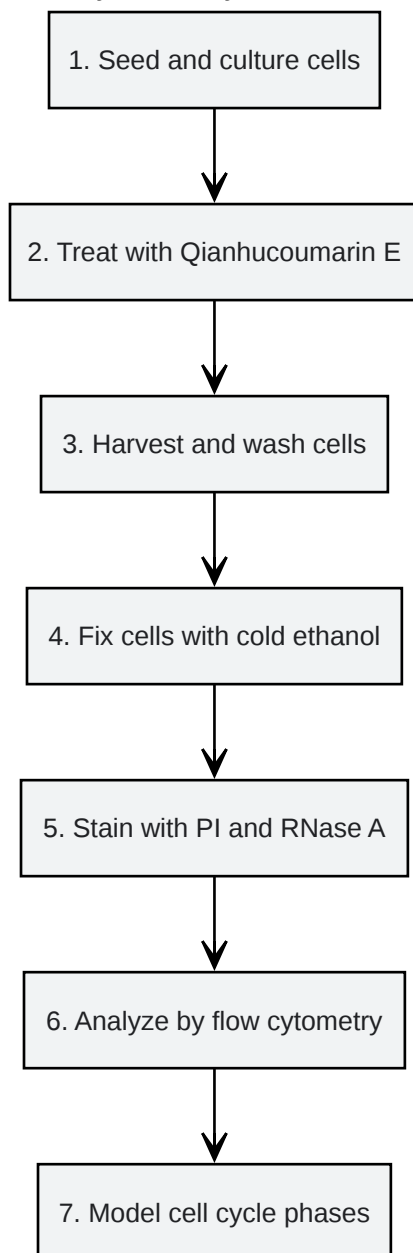 1. Seed and culture cells
2. Treat with Qianhucoumarin E
3. Harvest and wash cells
4. Fix cells with cold ethanol
5. Stain with PI and RNase A
6. Analyze by flow cytometry
7. Model cell cycle phases